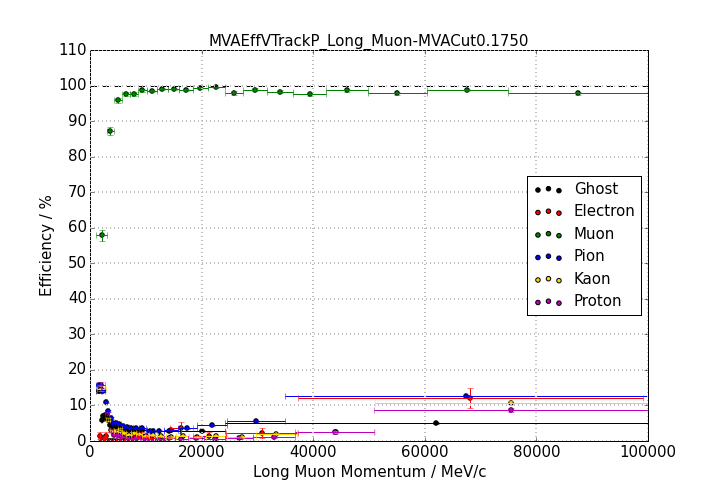 MVAEffVTrackP_Long_Muon-MVACut0.1750
110
100
90
80
70
60
50
40
30
20
10
0
Efficiency / %
Ghost
Electron
Muon
Pion
Kaon
Proton
0 20000 40000 60000 80000 100000
Long Muon Momentum / MeV/c